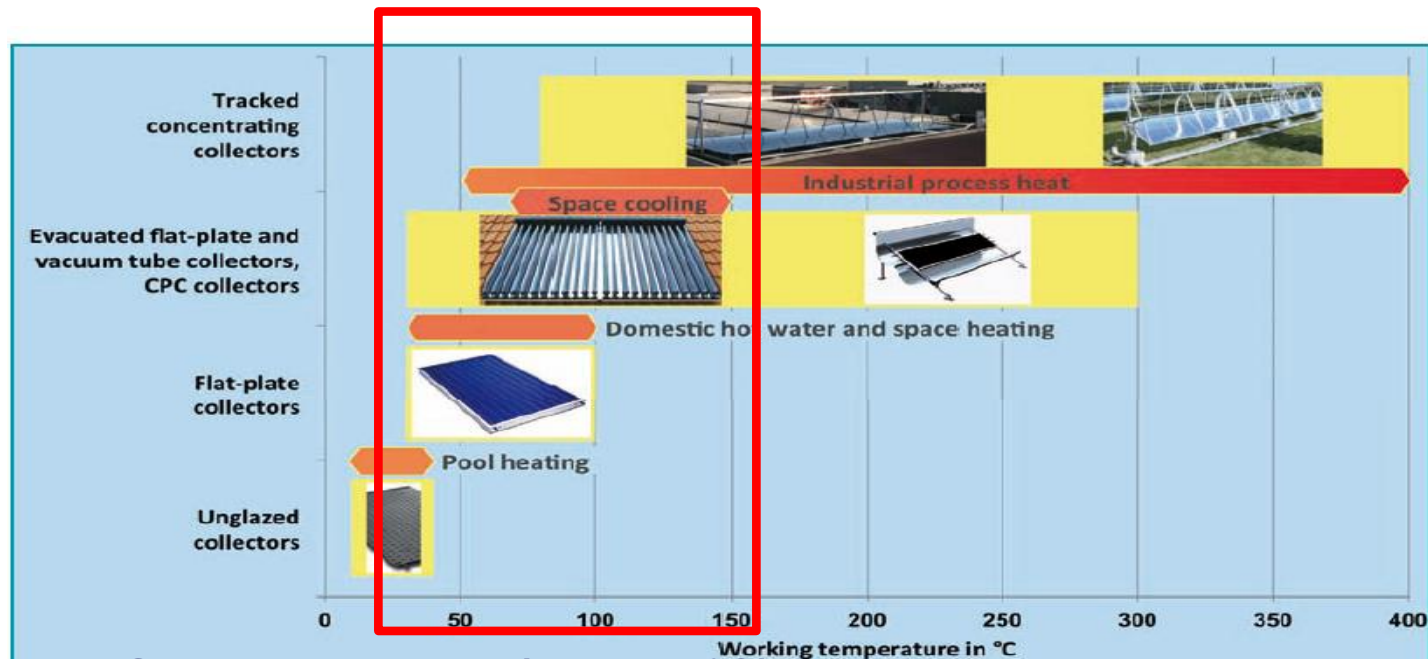 Tracked
concentrating
collectors
Industrial process heat
Space cooling
Evacuated flat-plate and
vacuum tube collectors,
CPC collectors
Domestic hot water and space heating
Flat-plate
collectors
Pool heating
Unglazed
collectors
0 50 100 150 200 250 300 350 400
Working temperature in °C